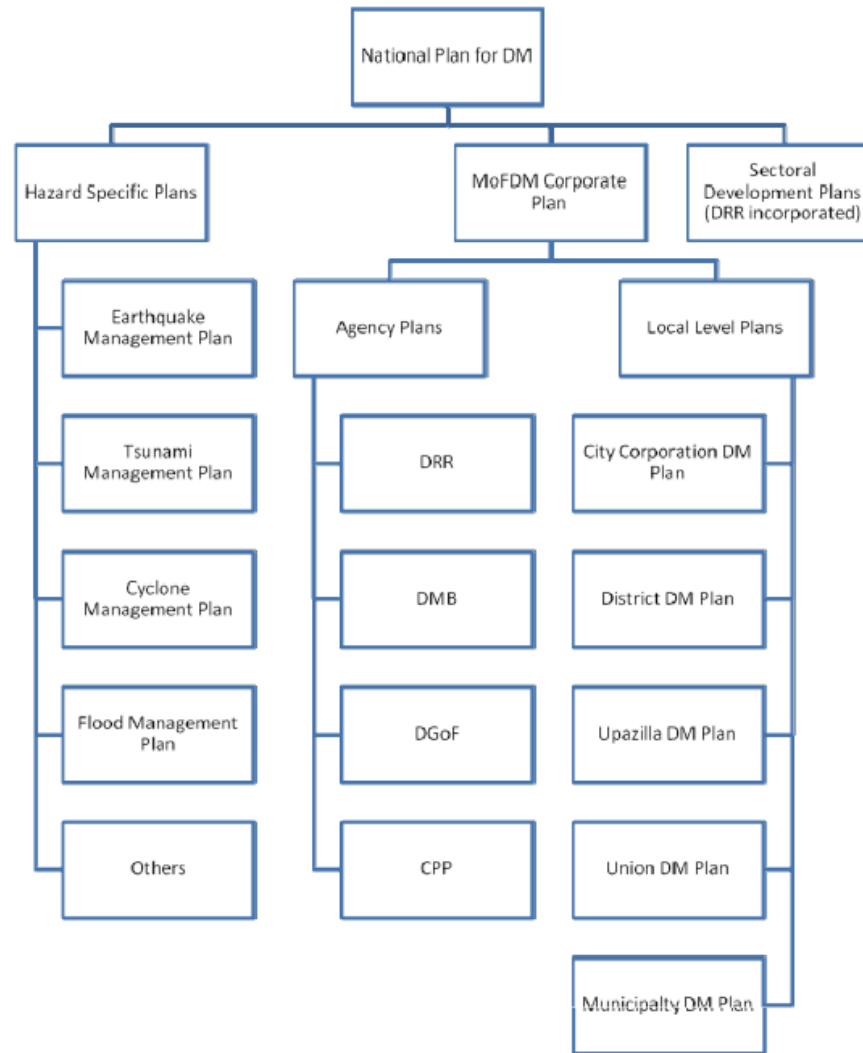 National Plan for DM
Hazard Specific Plans
MoFDM Corporate
Plan
Sectoral
Development Plans
(DRR incorporated)
Earthquake
Management Plan
Tsunami
Management Plan
Cyclone
Management Plan
Flood Management
Plan
Others
Agency Plans
DRR
DMB
DGoF
CPP
Local Level Plans
City Corporation DM
Plan
District DM Plan
Upazilla DM Plan
Union DM Plan
Municipalty DM Plan